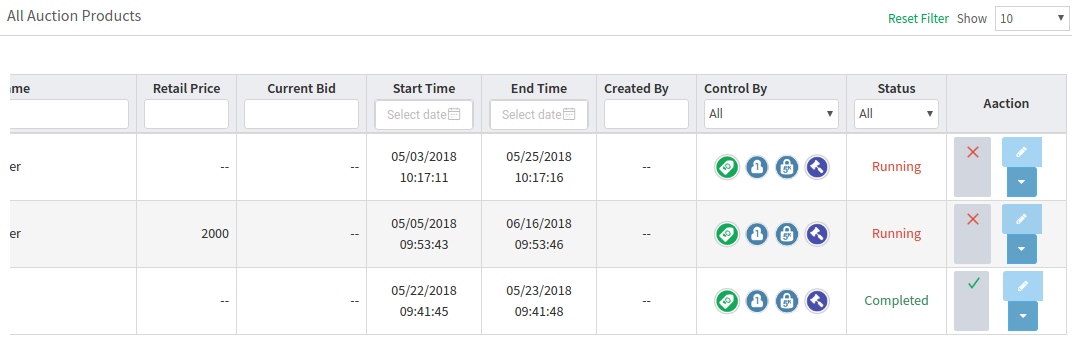 All Auction Products
Reset Filter Show 10
me Retail Price Current Bid Start Time End Time Created By Control By Status Aaction
Select date Select date All All
er -- -- 05/03/2018 10:17:11 05/25/2018 10:17:16 -- Running
er 2000 -- 05/05/2018 09:53:43 06/16/2018 09:53:46 -- Running
-- -- 05/22/2018 09:41:45 05/23/2018 09:41:48 -- Completed